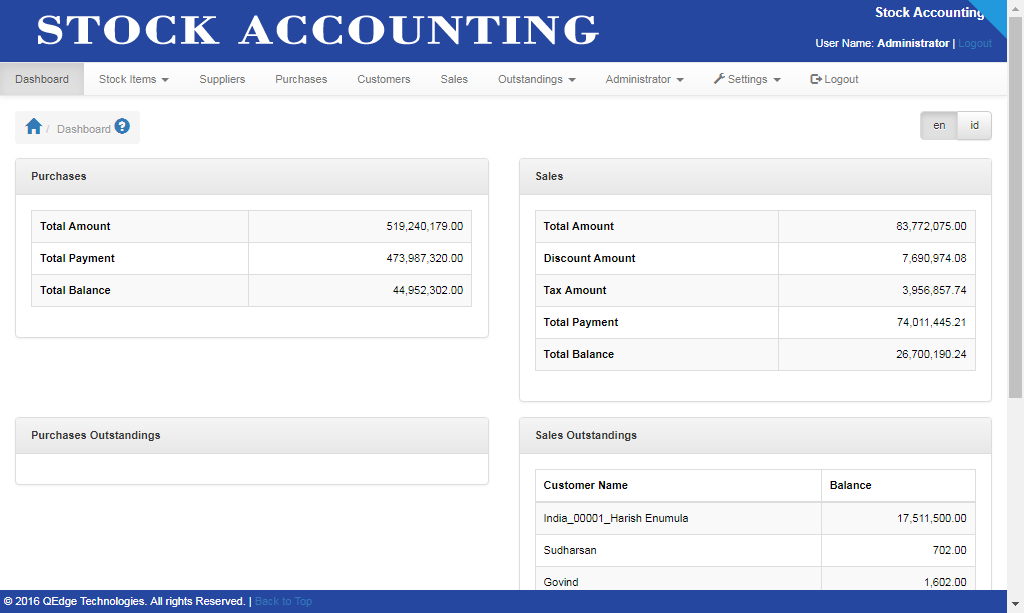 STOCK ACCOUNTING
Stock Accounting
User Name: Administrator | Logout
Dashboard Stock Items Suppliers Purchases Customers Sales Outstandings Administrator Settings Logout
/ Dashboard ?
en id
Purchases
Total Amount 519,240,179.00
Total Payment 473,987,320.00
Total Balance 44,952,302.00
Sales
Total Amount 83,772,075.00
Discount Amount 7,690,974.08
Tax Amount 3,956,857.74
Total Payment 74,011,445.21
Total Balance 26,700,190.24
Purchases Outstandings
Sales Outstandings
Customer Name Balance
India_00001_Harish Enumula 17,511,500.00
Sudharsan 702.00
Govind 1,602.00
© 2016 QEdge Technologies. All rights Reserved. | Back to Top